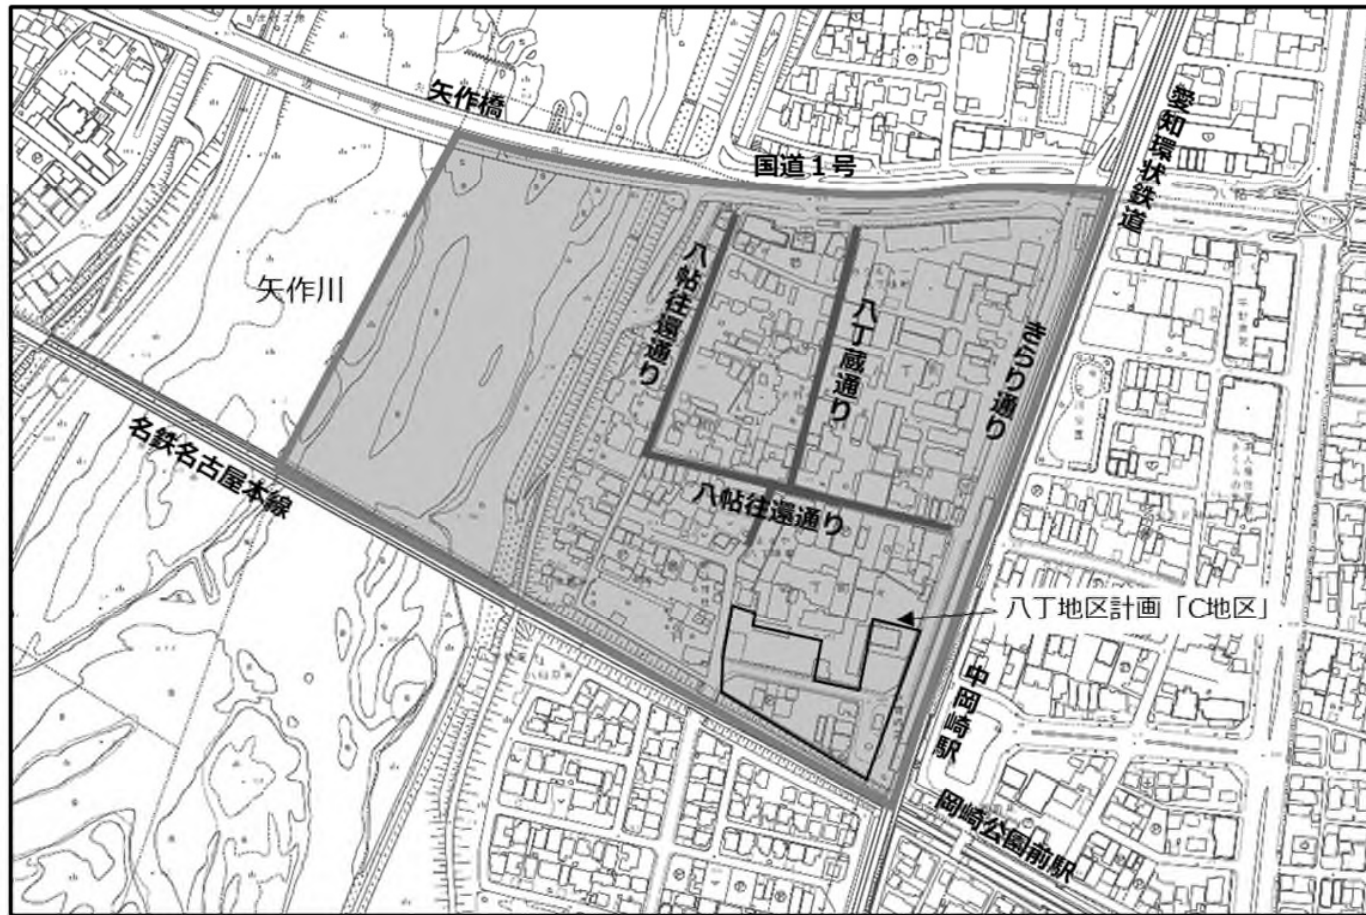 矢作橋
国道１号
愛知環状鉄道
矢作川
八帖往還通り
八丁蔵通り
きらり通り
名鉄名古屋本線
八帖往還通り
八丁地区計画「C地区」
中岡崎駅
岡崎公園前駅